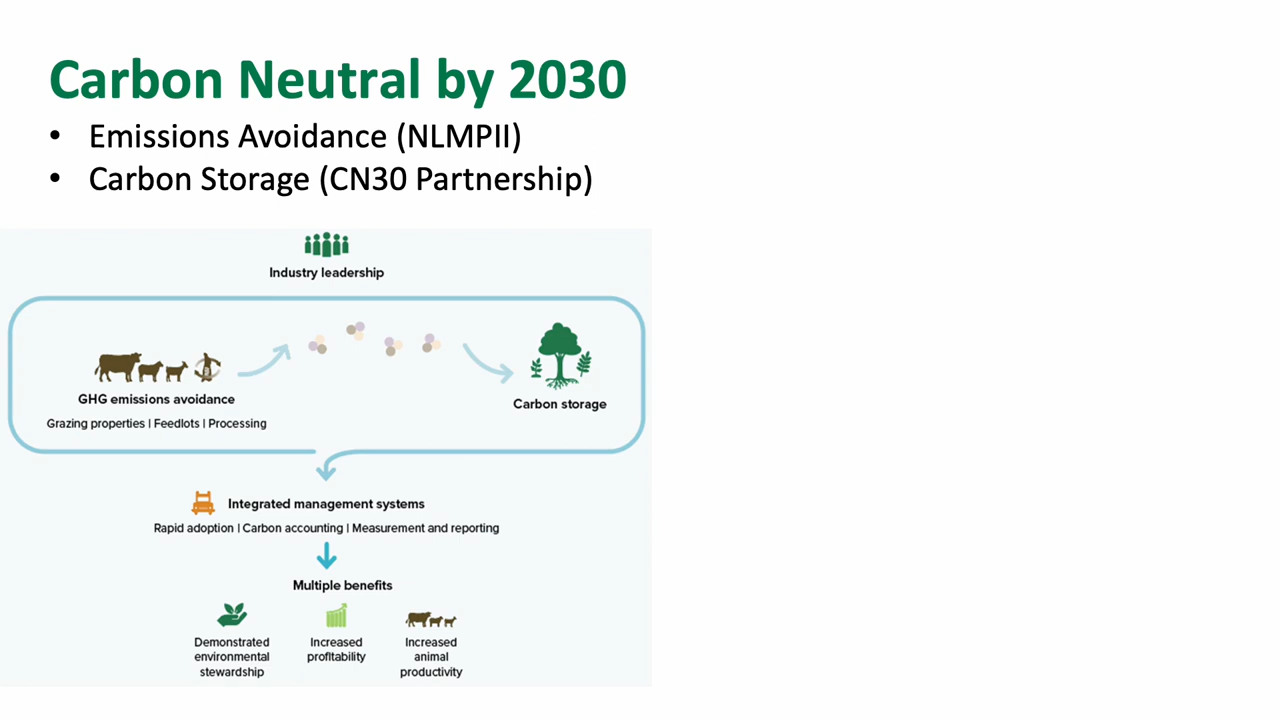 Carbon Neutral by 2030
• Emissions Avoidance (NLMPII)
• Carbon Storage (CN30 Partnership)
Industry leadership
GHG emissions avoidance
Grazing properties | Feedlots | Processing
Carbon storage
Integrated management systems
Rapid adoption | Carbon accounting | Measurement and reporting
Multiple benefits
Demonstrated
environmental
stewardship
Increased
profitability
Increased
animal
productivity